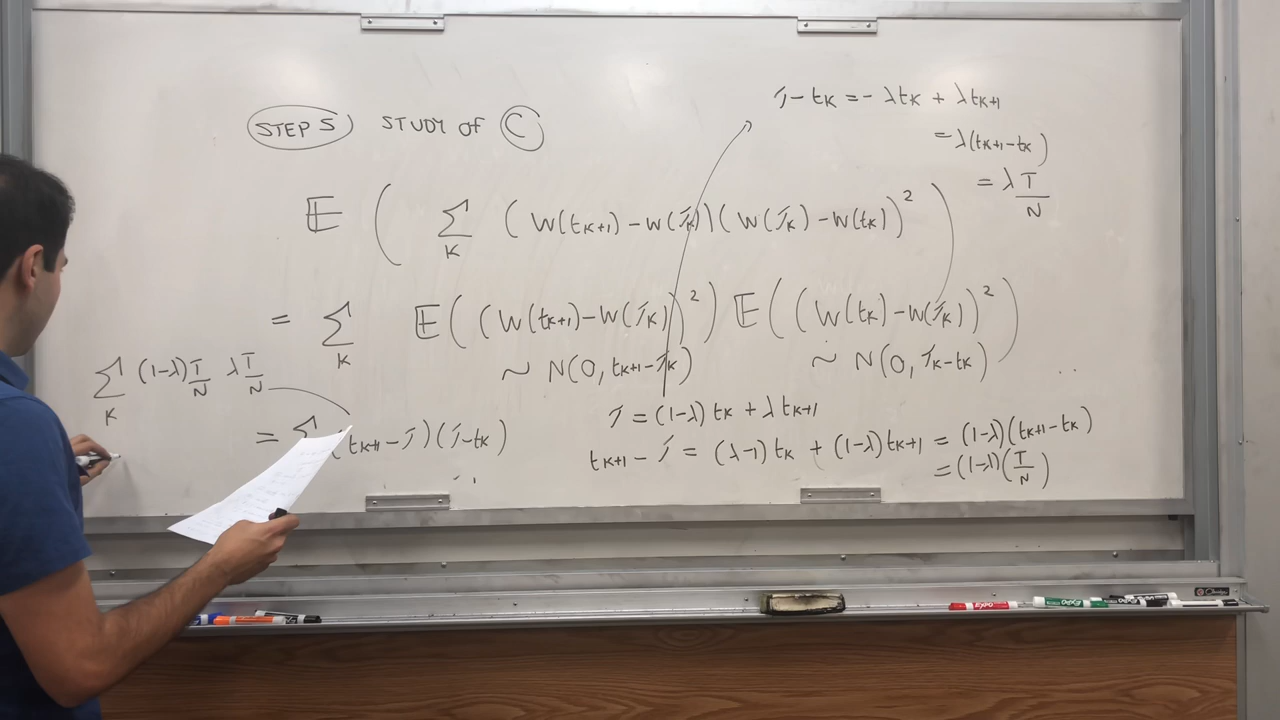 STEP 5) STUDY OF C
τ - tK = - λtK + λtK+1
= λ(tK+1 - tK)
= λ T/N
E ( Σ_K (W(tK+1) - W(τK)) (W(τK) - W(tK) )² )
= Σ_K E( (W(tK+1) - W(τK) )² ) E( (W(tK) - W(τK) )² )
~ N(0, tK+1 - τK) ~ N(0, τK - tK)
Σ_K (1-λ) T/N λ T/N
= Σ (tK+1 - τ)(τ - tK)
τ = (1-λ) tK + λ tK+1
tK+1 - τ = (λ-1) tK + (1-λ) tK+1 = (1-λ)(tK+1 - tK)
= (1-λ)(T/N)
EXPO
EXPO